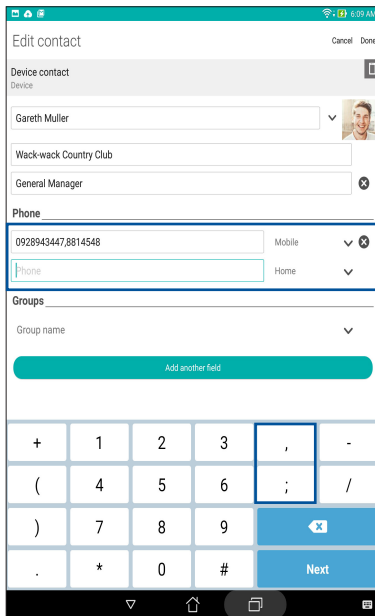 6:09 AM
Edit contact Cancel Done
Device contact
Device
Gareth Muller
Wack-wack Country Club
General Manager
Phone
0928943447,8814548 Mobile
Phone Home
Groups
Group name
Add another field
+ 1 2 3 , -
( 4 5 6 ; /
) 7 8 9
. * 0 # Next